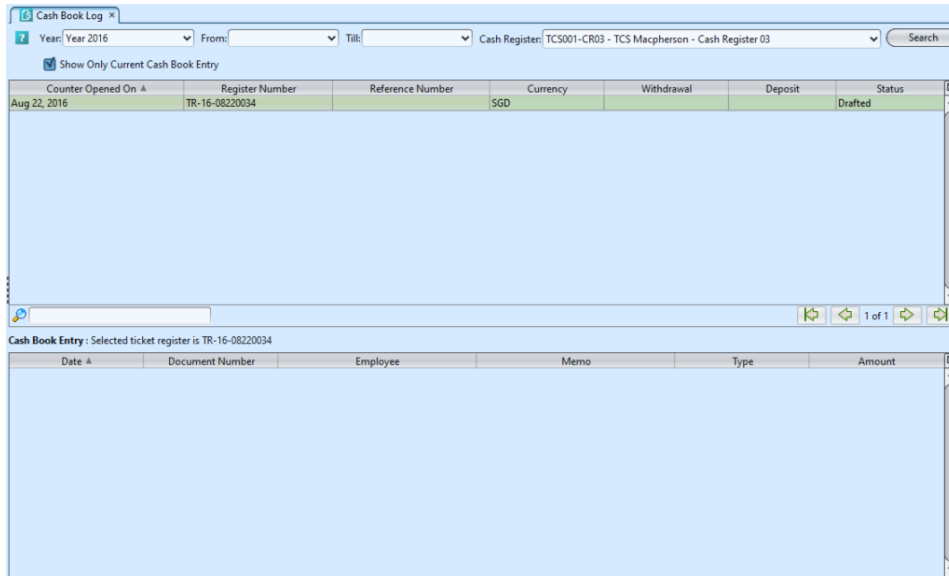 Cash Book Log ×
? Year: Year 2016 From: Till: Cash Register: TCS001-CR03 - TCS Macpherson - Cash Register 03 Search
Show Only Current Cash Book Entry
Counter Opened On Register Number Reference Number Currency Withdrawal Deposit Status
Aug 22, 2016 TR-16-08220034 SGD Drafted
1 of 1
Cash Book Entry : Selected ticket register is TR-16-08220034
Date Document Number Employee Memo Type Amount